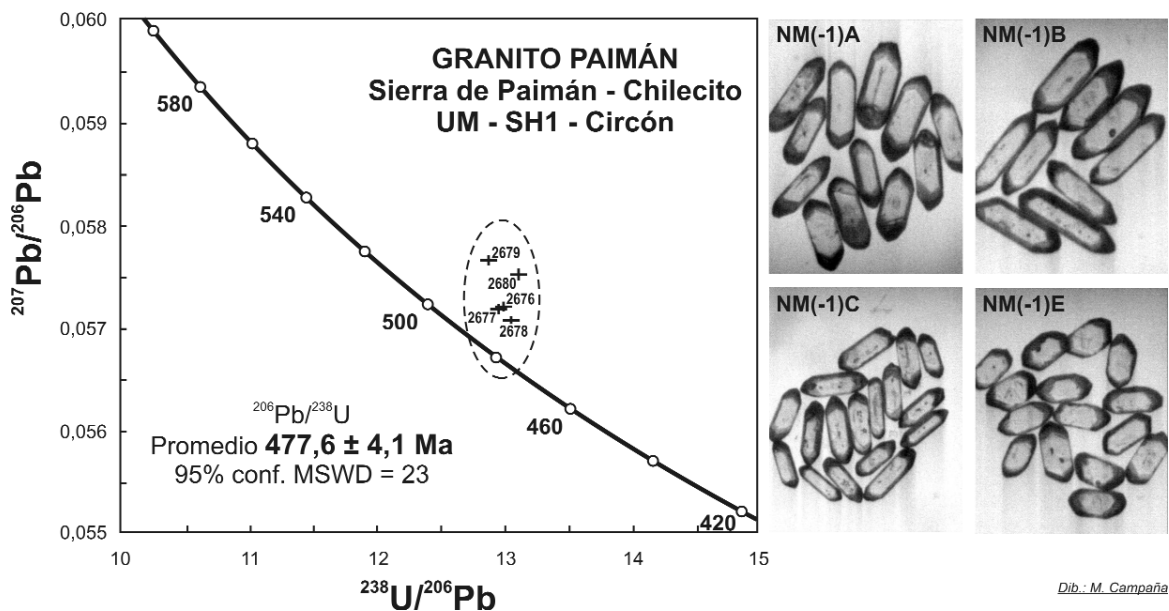 0,060
0,059
0,058
0,057
0,056
0,055
²⁰⁷Pb/²⁰⁶Pb
GRANITO PAIMÁN
Sierra de Paimán - Chilecito
UM - SH1 - Circón
580
540
500
460
420
2679
2680
2676
2677
2678
²⁰⁶Pb/²³⁸U
Promedio 477,6 ± 4,1 Ma
95% conf. MSWD = 23
10 11 12 13 14 15
²³⁸U/²⁰⁶Pb
NM(-1)A
NM(-1)B
NM(-1)C
NM(-1)E
Dib.: M. Campaña